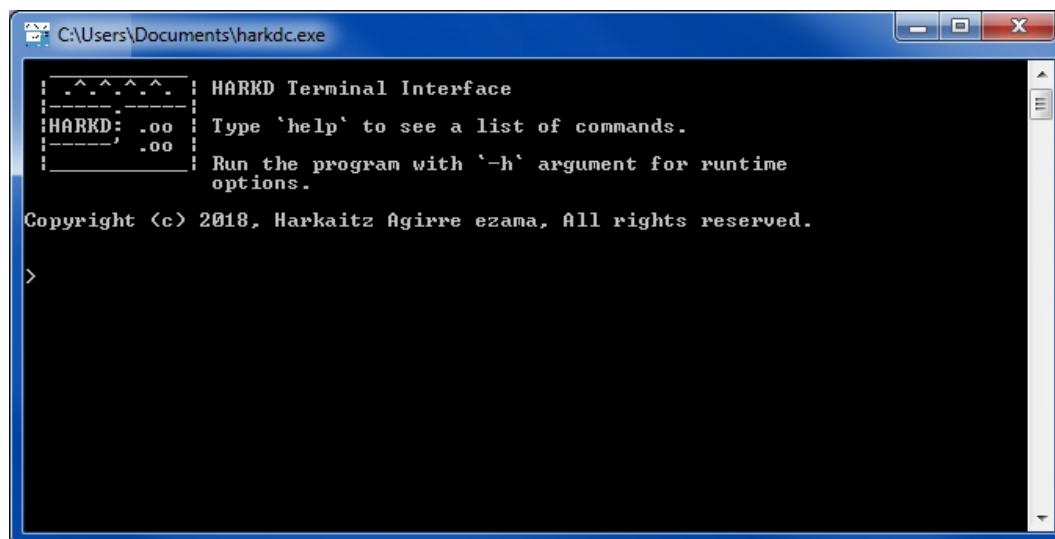 C:\Users\Documents\harkdc.exe
HARKD Terminal Interface
HARKD: .oo
Type `help` to see a list of commands.
.oo
Run the program with `-h` argument for runtime
options.
Copyright (c) 2018, Harkaitz Agirre ezama, All rights reserved.
>